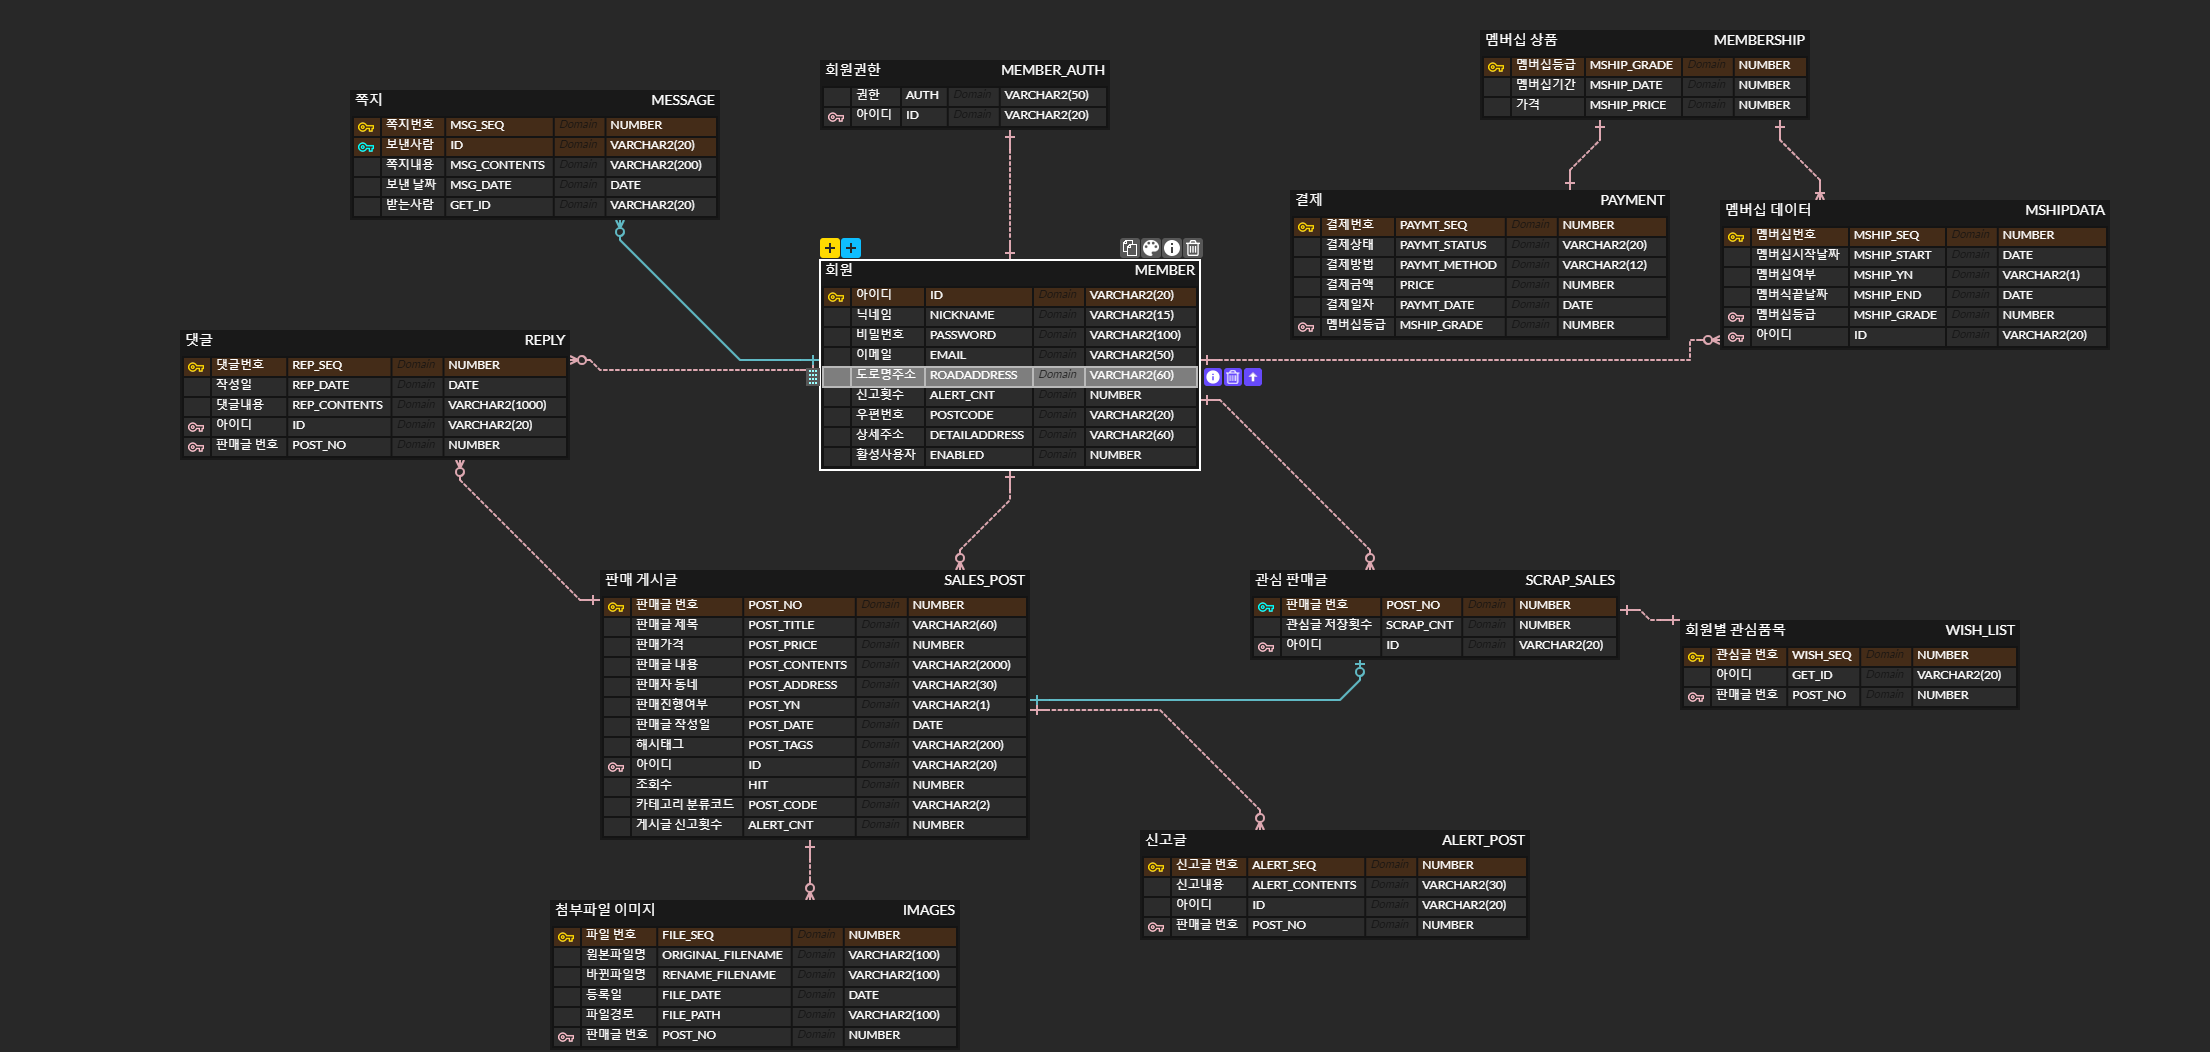 회원권한 MEMBER_AUTH
권한 AUTH Domain VARCHAR2(50)
아이디 ID Domain VARCHAR2(20)
멤버십 상품 MEMBERSHIP
멤버십등급 MSHIP_GRADE Domain NUMBER
멤버십기간 MSHIP_DATE Domain NUMBER
가격 MSHIP_PRICE Domain NUMBER
쪽지 MESSAGE
쪽지번호 MSG_SEQ Domain NUMBER
보낸사람 ID Domain VARCHAR2(20)
쪽지내용 MSG_CONTENTS Domain VARCHAR2(200)
보낸 날짜 MSG_DATE Domain DATE
받는사람 GET_ID Domain VARCHAR2(20)
결제 PAYMENT
결제번호 PAYMT_SEQ Domain NUMBER
결제상태 PAYMT_STATUS Domain VARCHAR2(20)
결제방법 PAYMT_METHOD Domain VARCHAR2(12)
결제금액 PRICE Domain NUMBER
결제일자 PAYMT_DATE Domain DATE
멤버십등급 MSHIP_GRADE Domain NUMBER
멤버십 데이터 MSHIPDATA
멤버십번호 MSHIP_SEQ Domain NUMBER
멤버십시작날짜 MSHIP_START Domain DATE
멤버십여부 MSHIP_YN Domain VARCHAR2(1)
멤버식끝날짜 MSHIP_END Domain DATE
멤버십등급 MSHIP_GRADE Domain NUMBER
아이디 ID Domain VARCHAR2(20)
회원 MEMBER
아이디 ID Domain VARCHAR2(20)
닉네임 NICKNAME Domain VARCHAR2(15)
비밀번호 PASSWORD Domain VARCHAR2(100)
이메일 EMAIL Domain VARCHAR2(50)
도로명주소 ROADADDRESS Domain VARCHAR2(60)
신고횟수 ALERT_CNT Domain NUMBER
우편번호 POSTCODE Domain VARCHAR2(20)
상세주소 DETAILADDRESS Domain VARCHAR2(60)
활성사용자 ENABLED Domain NUMBER
댓글 REPLY
댓글번호 REP_SEQ Domain NUMBER
작성일 REP_DATE Domain DATE
댓글내용 REP_CONTENTS Domain VARCHAR2(1000)
아이디 ID Domain VARCHAR2(20)
판매글 번호 POST_NO Domain NUMBER
판매 게시글 SALES_POST
판매글 번호 POST_NO Domain NUMBER
판매글 제목 POST_TITLE Domain VARCHAR2(60)
판매가격 POST_PRICE Domain NUMBER
판매글 내용 POST_CONTENTS Domain VARCHAR2(2000)
판매자 동네 POST_ADDRESS Domain VARCHAR2(30)
판매진행여부 POST_YN Domain VARCHAR2(1)
판매글 작성일 POST_DATE Domain DATE
해시태그 POST_TAGS Domain VARCHAR2(200)
아이디 ID Domain VARCHAR2(20)
조회수 HIT Domain NUMBER
카테고리 분류코드 POST_CODE Domain VARCHAR2(2)
게시글 신고횟수 ALERT_CNT Domain NUMBER
관심 판매글 SCRAP_SALES
판매글 번호 POST_NO Domain NUMBER
관심글 저장횟수 SCRAP_CNT Domain NUMBER
아이디 ID Domain VARCHAR2(20)
회원별 관심품목 WISH_LIST
관심글 번호 WISH_SEQ Domain NUMBER
아이디 GET_ID Domain VARCHAR2(20)
판매글 번호 POST_NO Domain NUMBER
신고글 ALERT_POST
신고글 번호 ALERT_SEQ Domain NUMBER
신고내용 ALERT_CONTENTS Domain VARCHAR2(30)
아이디 ID Domain VARCHAR2(20)
판매글 번호 POST_NO Domain NUMBER
첨부파일 이미지 IMAGES
파일 번호 FILE_SEQ Domain NUMBER
원본파일명 ORIGINAL_FILENAME Domain VARCHAR2(100)
바뀐파일명 RENAME_FILENAME Domain VARCHAR2(100)
등록일 FILE_DATE Domain DATE
파일경로 FILE_PATH Domain VARCHAR2(100)
판매글 번호 POST_NO Domain NUMBER